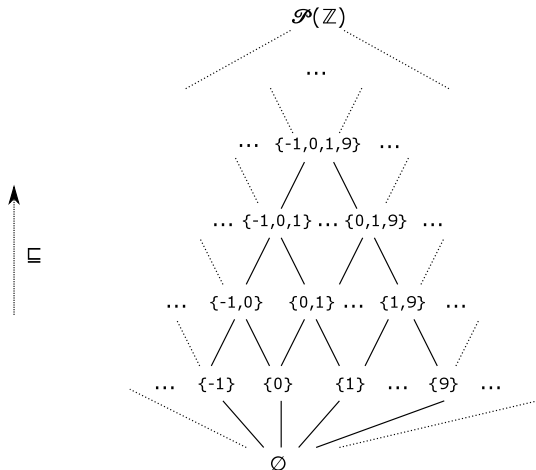 𝒫(ℤ)
...
... {-1,0,1,9} ...
... {-1,0,1} ... {0,1,9} ...
⊑
... {-1,0} {0,1} ... {1,9} ...
... {-1} {0} {1} ... {9} ...
∅